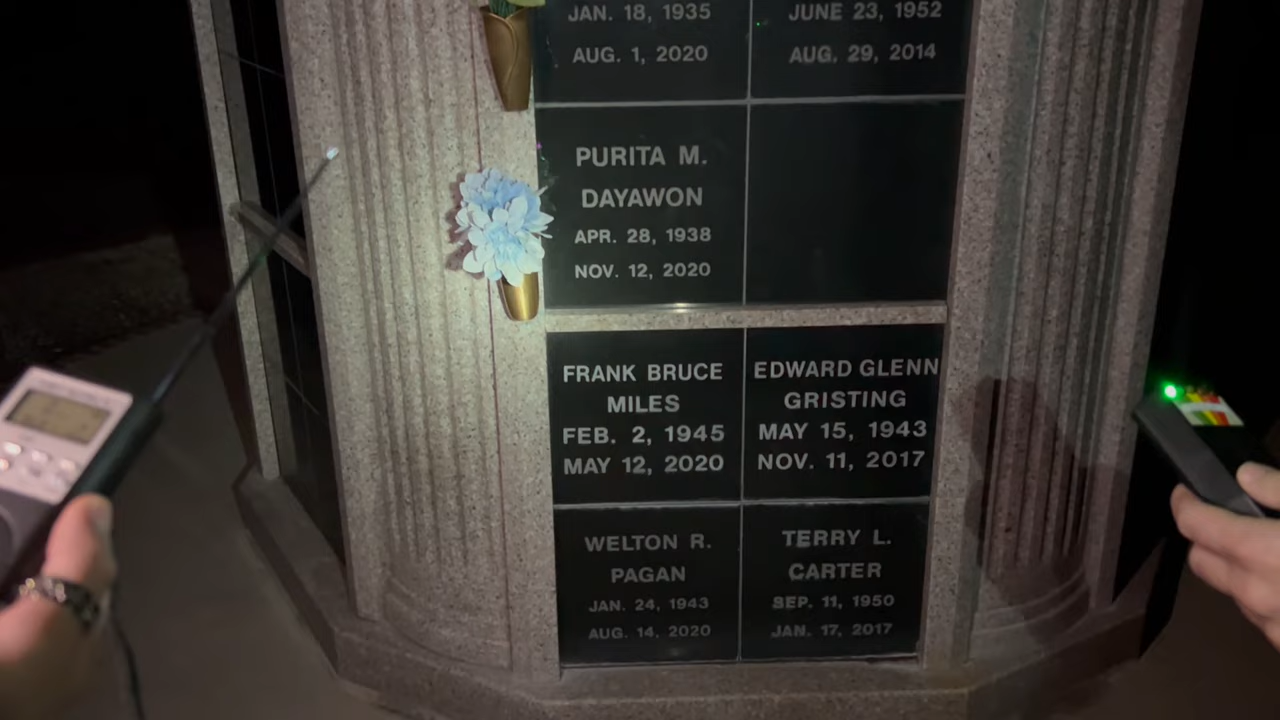 JAN. 18, 1935
AUG. 1, 2020
JUNE 23, 1952
AUG. 29, 2014
PURITA M.
DAYAWON
APR. 28, 1938
NOV. 12, 2020
FRANK BRUCE
MILES
FEB. 2, 1945
MAY 12, 2020
EDWARD GLENN
GRISTING
MAY 15, 1943
NOV. 11, 2017
WELTON R.
PAGAN
JAN. 24, 1943
AUG. 14, 2020
TERRY L.
CARTER
SEP. 11, 1950
JAN. 17, 2017